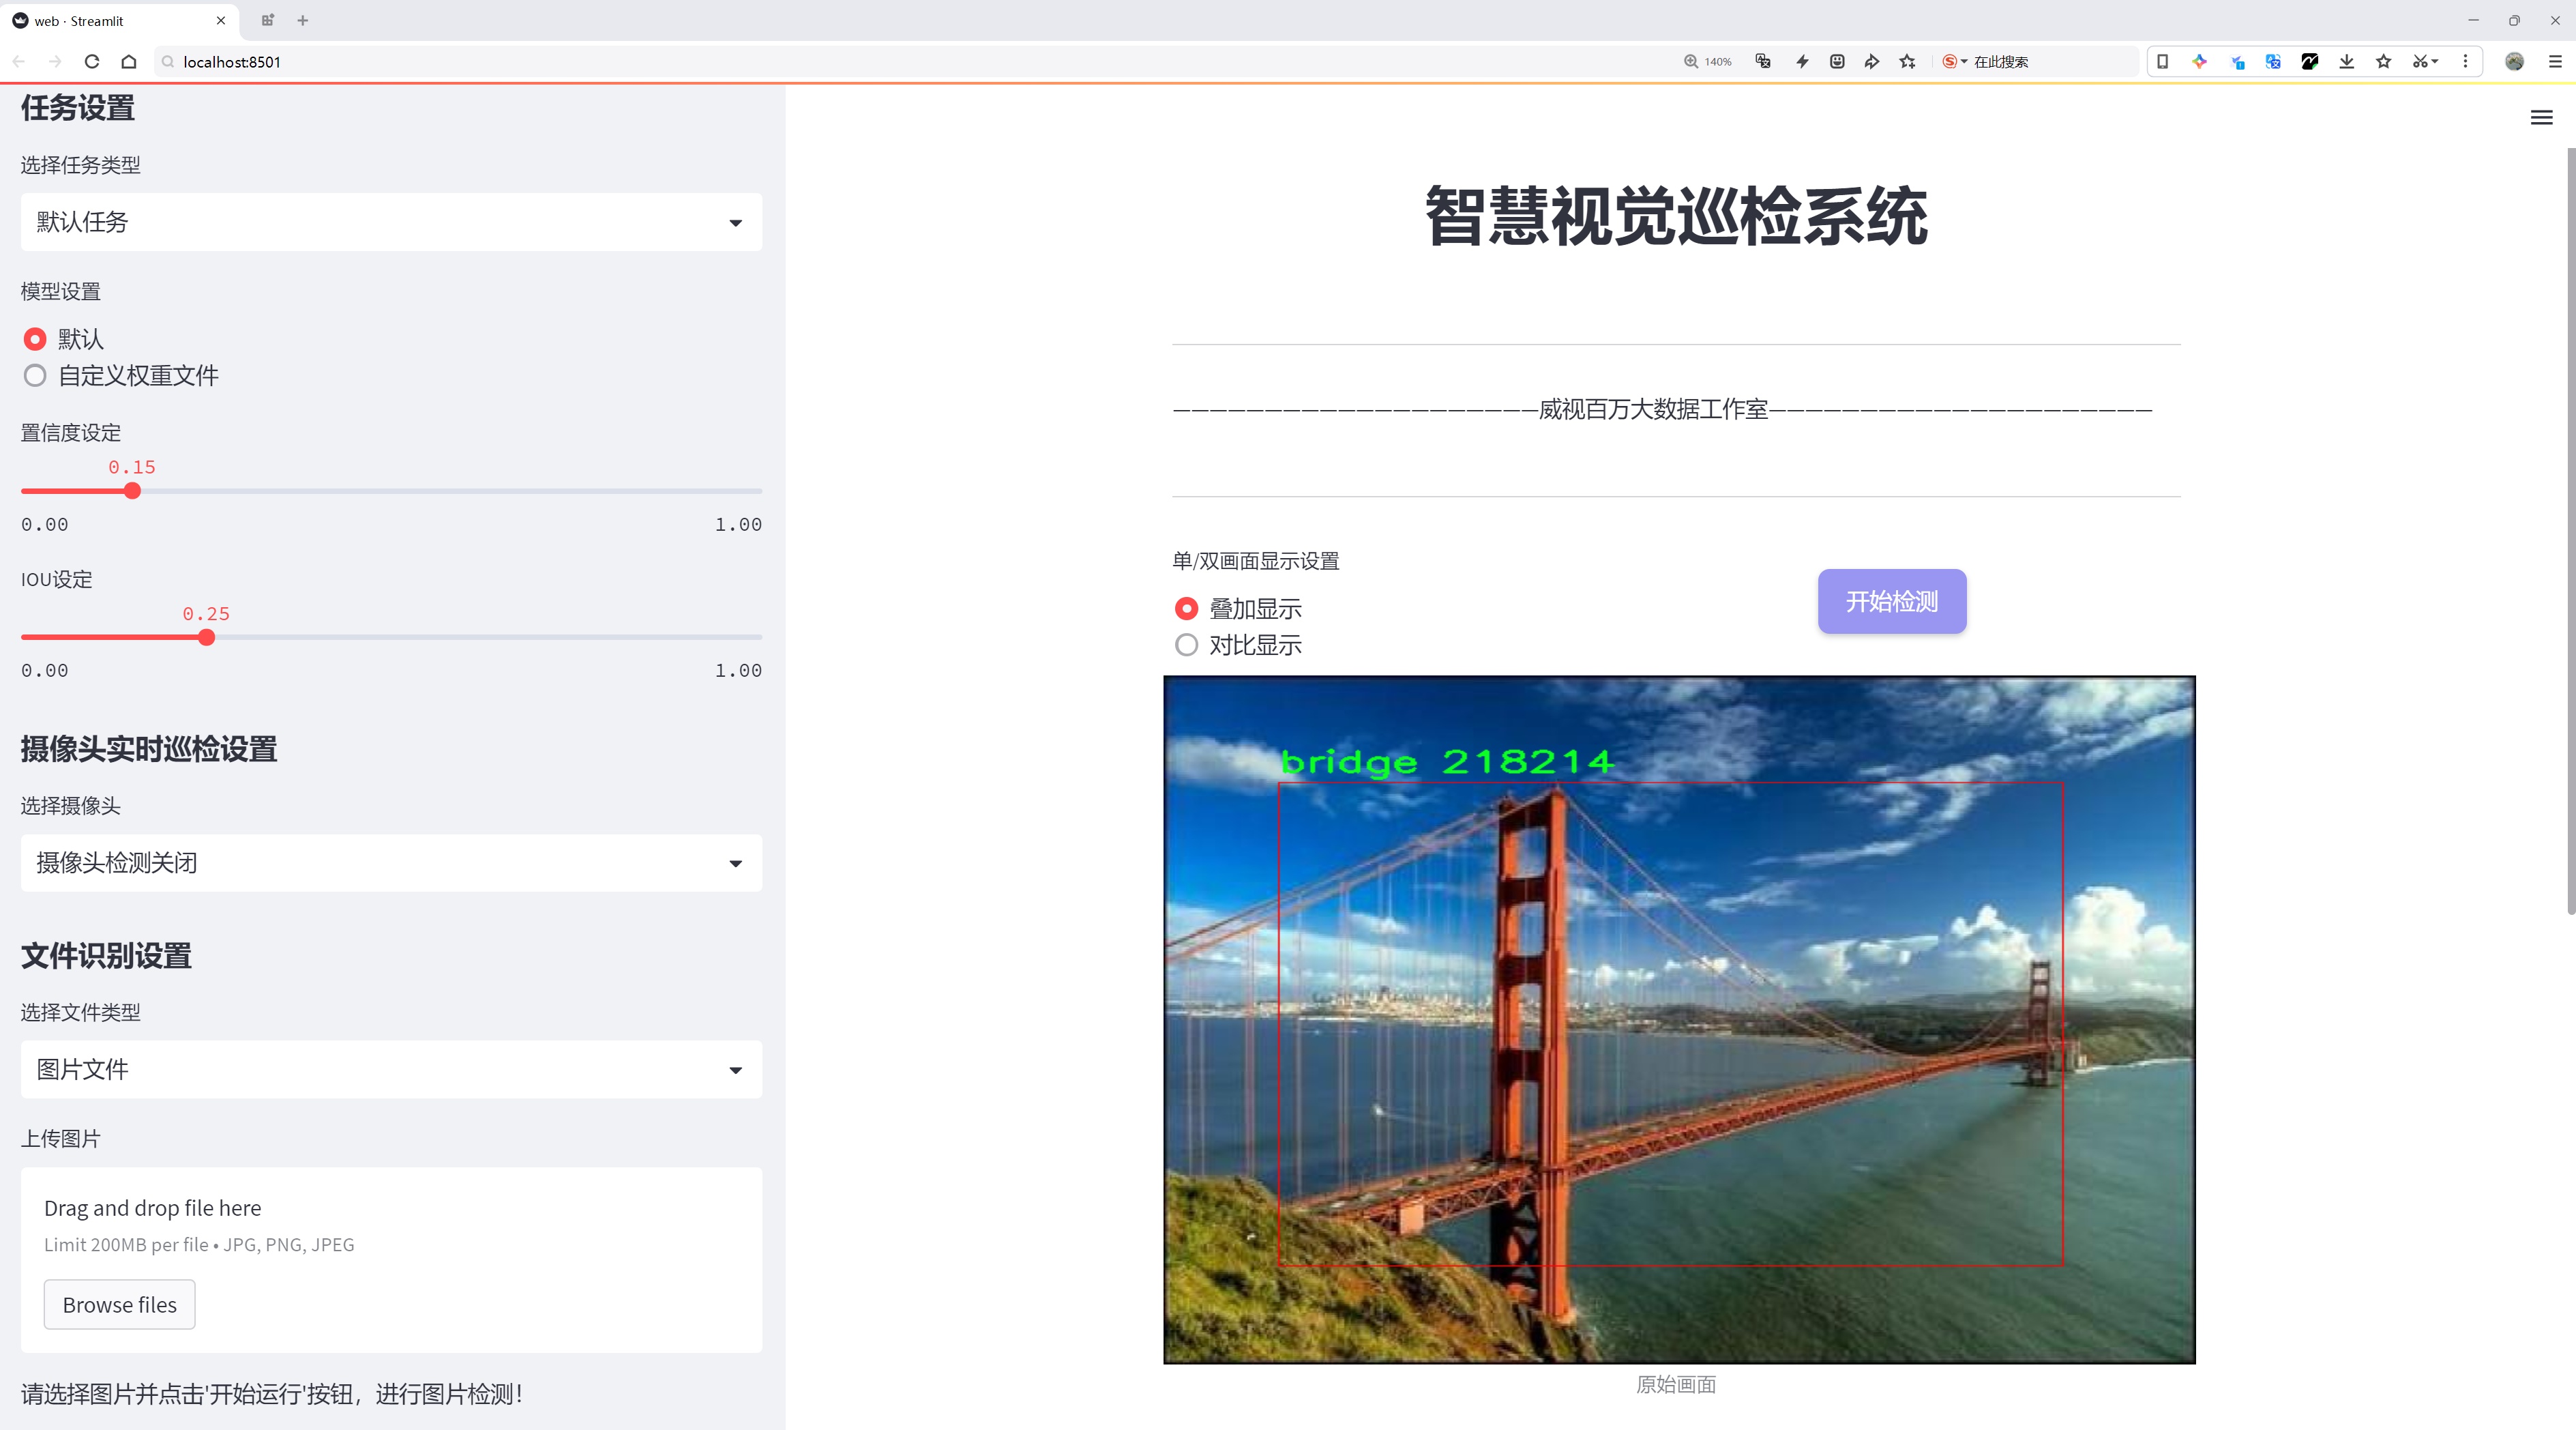 web · Streamlit
localhost:8501
140%
在此搜索
任务设置
选择任务类型
默认任务
模型设置
默认
自定义权重文件
置信度设定
0.15
0.00 1.00
IOU设定
0.25
0.00 1.00
摄像头实时巡检设置
选择摄像头
摄像头检测关闭
文件识别设置
选择文件类型
图片文件
上传图片
Drag and drop file here
Limit 200MB per file • JPG, PNG, JPEG
Browse files
请选择图片并点击'开始运行'按钮，进行图片检测！
智慧视觉巡检系统
—————————————————————威视百万大数据工作室—————————————————————
单/双画面显示设置
叠加显示
对比显示
开始检测
bridge 218214
原始画面